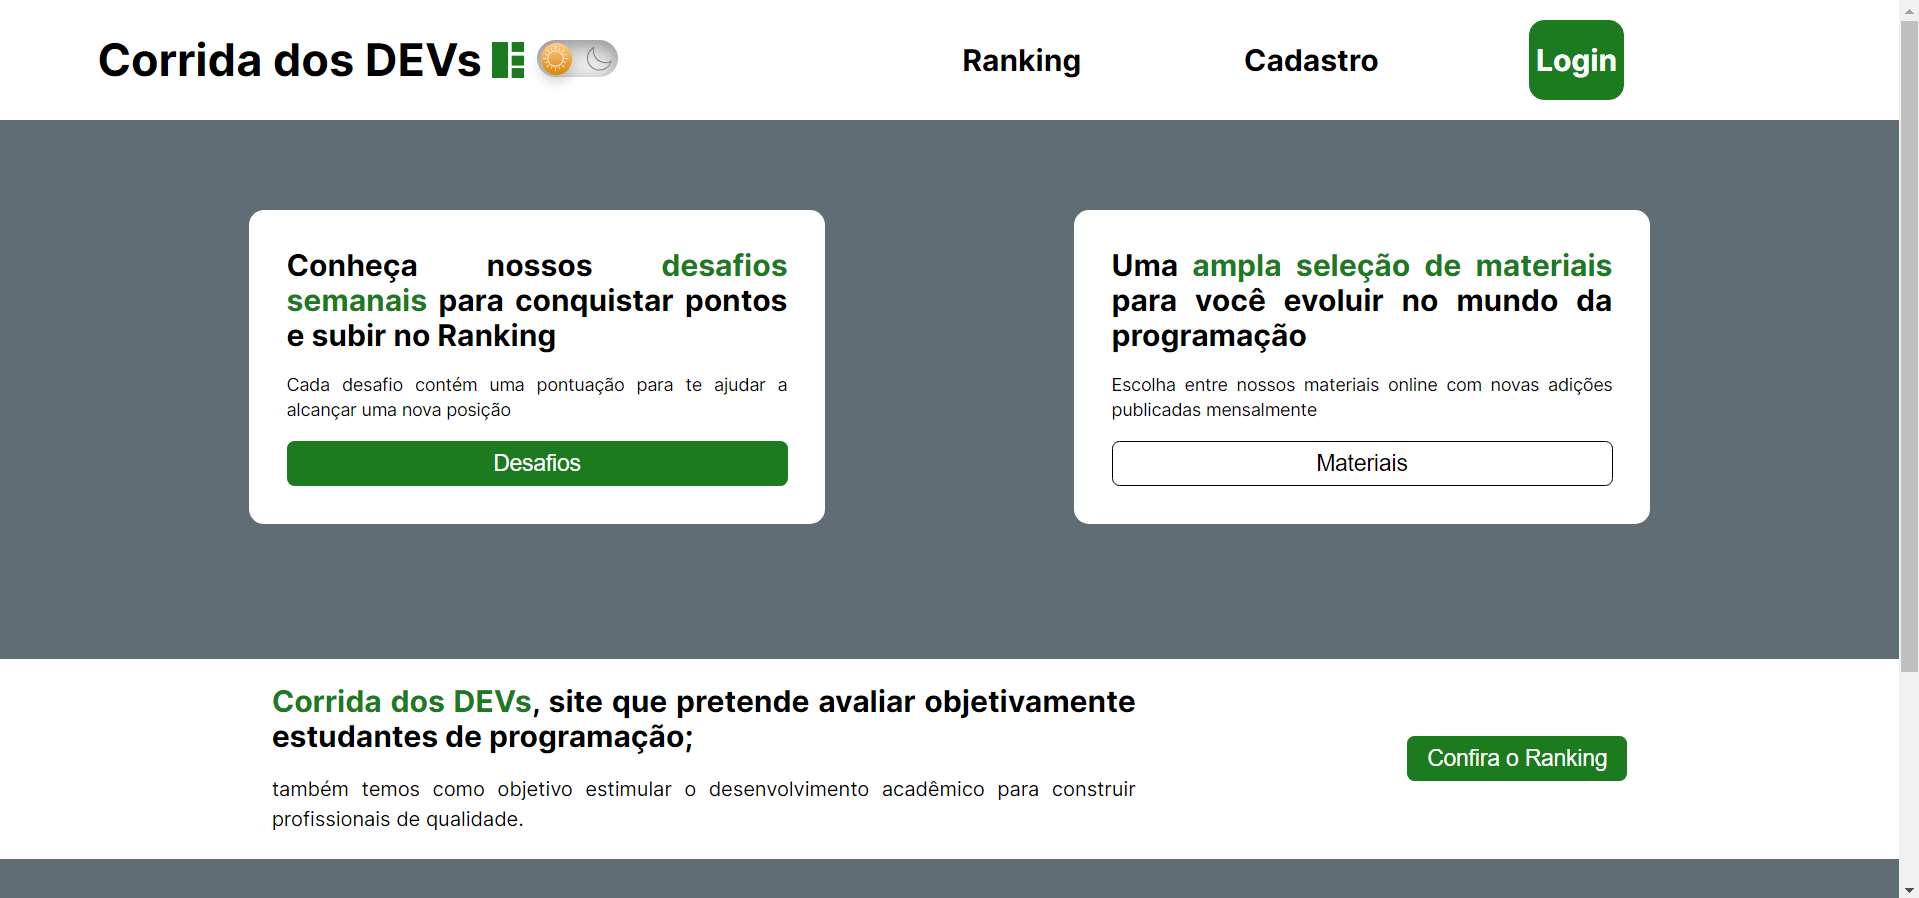 Corrida dos DEVs
Ranking
Cadastro
Login
Conheça nossos desafios
semanais para conquistar pontos
e subir no Ranking
Cada desafio contém uma pontuação para te ajudar a
alcançar uma nova posição
Desafios
Uma ampla seleção de materiais
para você evoluir no mundo da
programação
Escolha entre nossos materiais online com novas adições
publicadas mensalmente
Materiais
Corrida dos DEVs, site que pretende avaliar objetivamente
estudantes de programação;
também temos como objetivo estimular o desenvolvimento acadêmico para construir
profissionais de qualidade.
Confira o Ranking